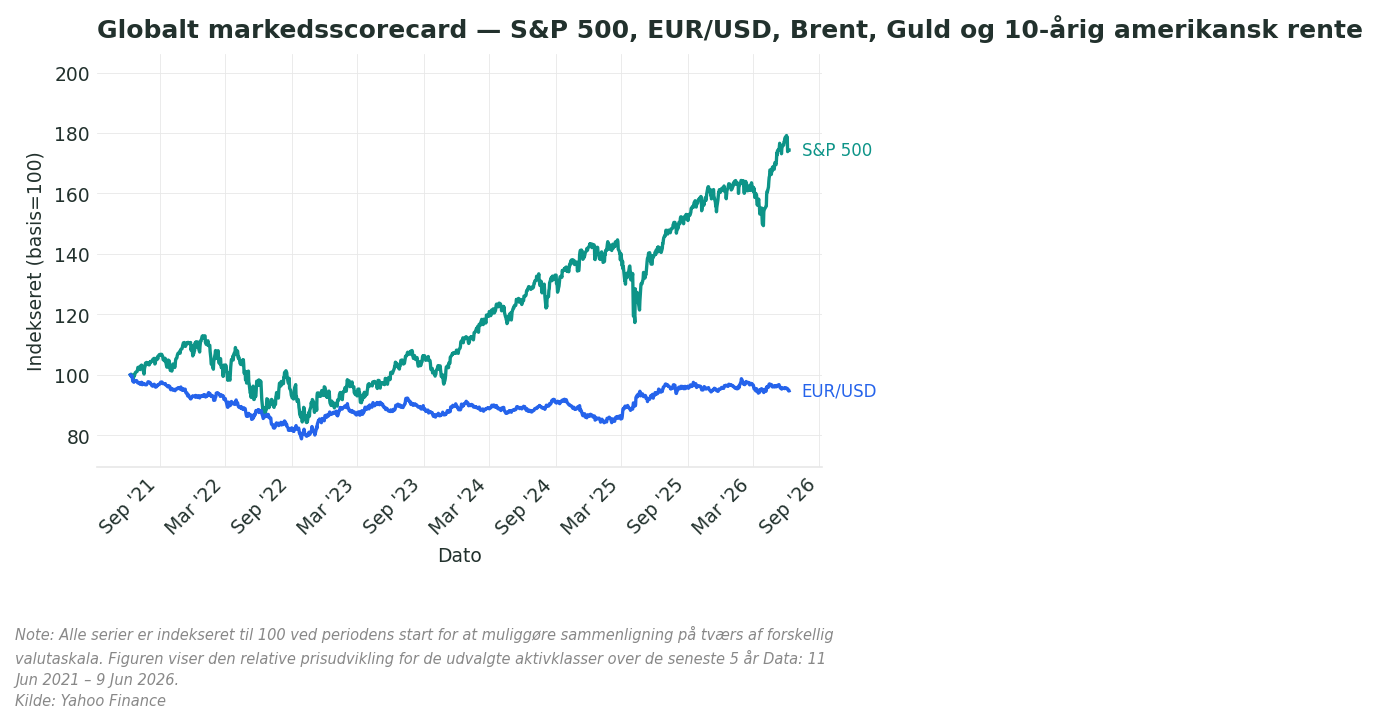 Globalt markedsscorecard — S&P 500, EUR/USD, Brent, Guld og 10-årig amerikansk rente
Indekseret (basis=100)
200
180
160
140
120
100
80
S&P 500
EUR/USD
Sep '21
Mar '22
Sep '22
Mar '23
Sep '23
Mar '24
Sep '24
Mar '25
Sep '25
Mar '26
Sep '26
Dato
Note: Alle serier er indekseret til 100 ved periodens start for at muliggøre sammenligning på tværs af forskellig
valutaskala. Figuren viser den relative prisudvikling for de udvalgte aktivklasser over de seneste 5 år Data: 11
Jun 2021 – 9 Jun 2026.
Kilde: Yahoo Finance